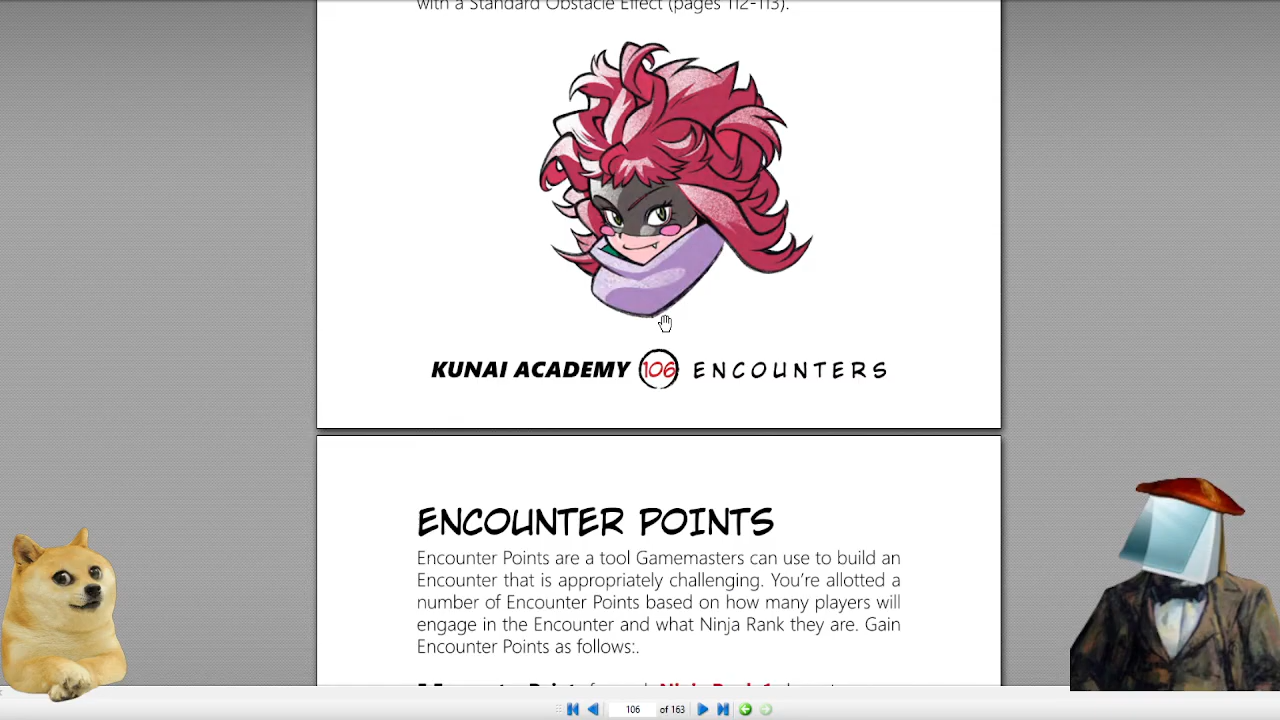 with a Standard Obstacle Effect (pages 112-113).
KUNAI ACADEMY 106 ENCOUNTERS
ENCOUNTER POINTS
Encounter Points are a tool Gamemasters can use to build an
Encounter that is appropriately challenging. You're allotted a
number of Encounter Points based on how many players will
engage in the Encounter and what Ninja Rank they are. Gain
Encounter Points as follows:.
106 of 163